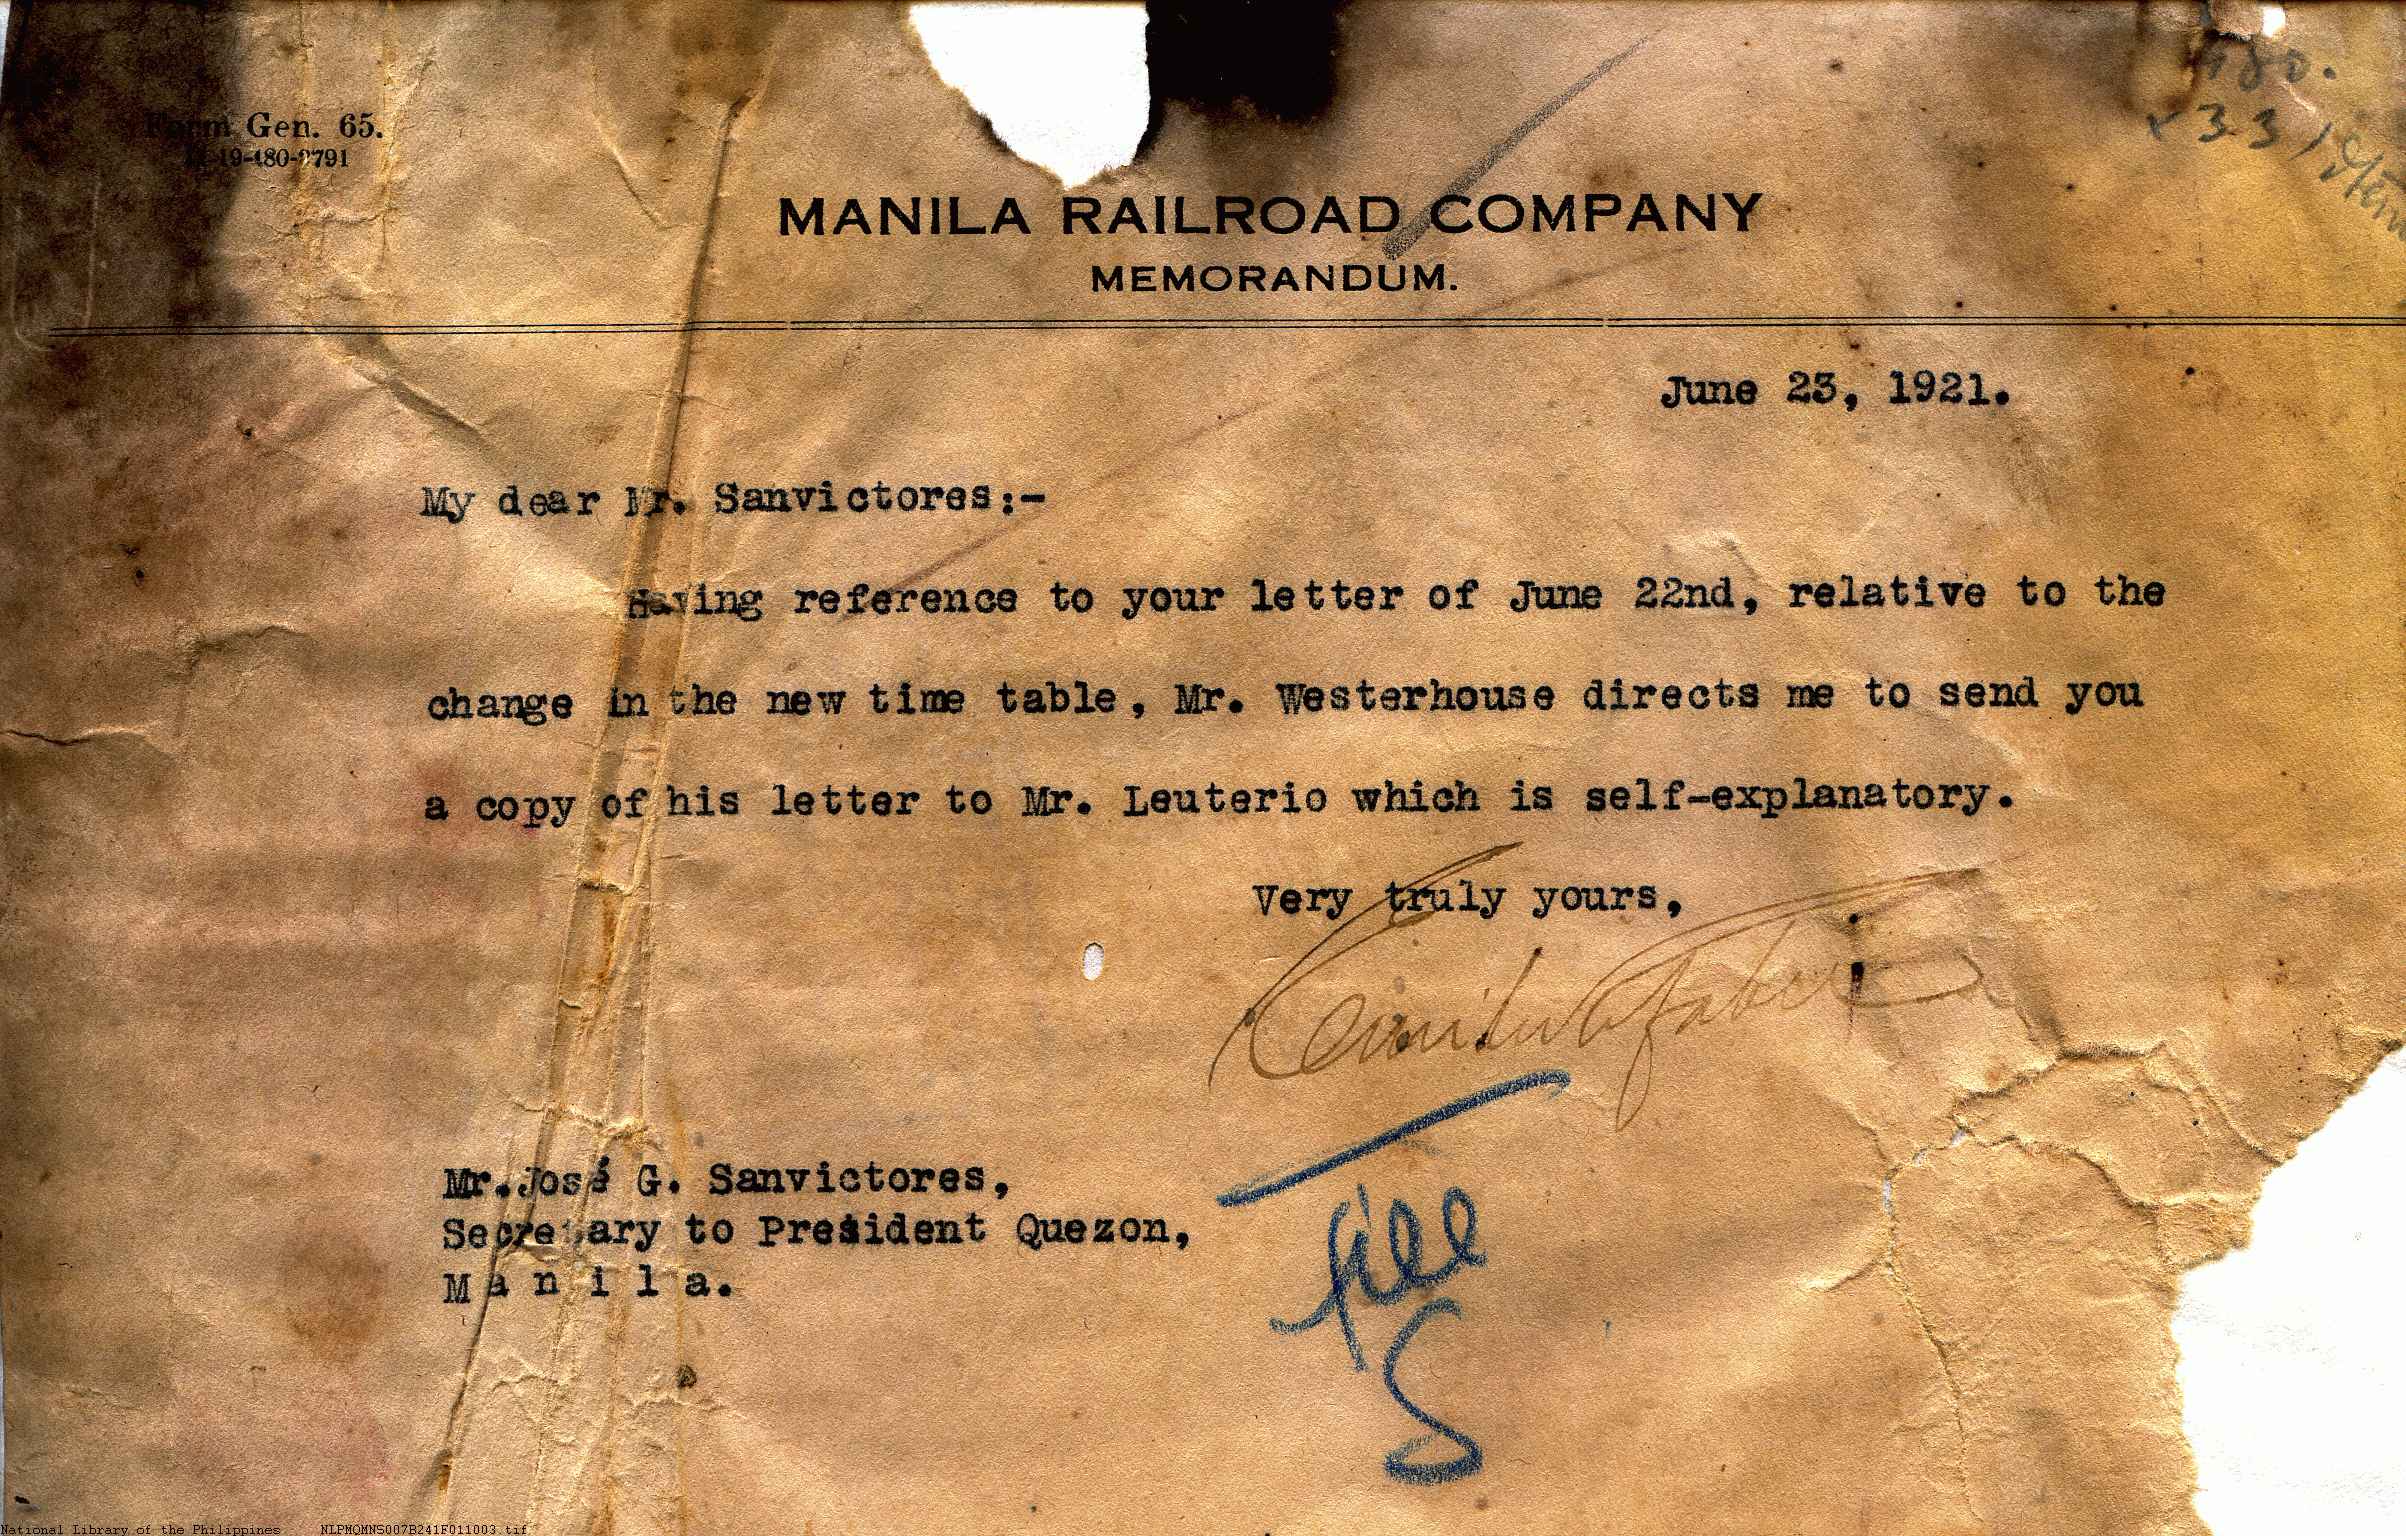 Form Gen. 65.
MANILA RAILROAD COMPANY
MEMORANDUM.
June 23, 1921.
My dear Mr. Sanvictores:-
Having reference to your letter of June 22nd, relative to the
change in the new time table, Mr. Westerhouse directs me to send you
a copy of his letter to Mr. Leuterio which is self-explanatory.
Very truly yours,
file
S
Mr. José G. Sanvictores,
Secretary to President Quezon,
M a n i l a.
National Library of the Philippines NLPMQMNS007B241F011003.tif